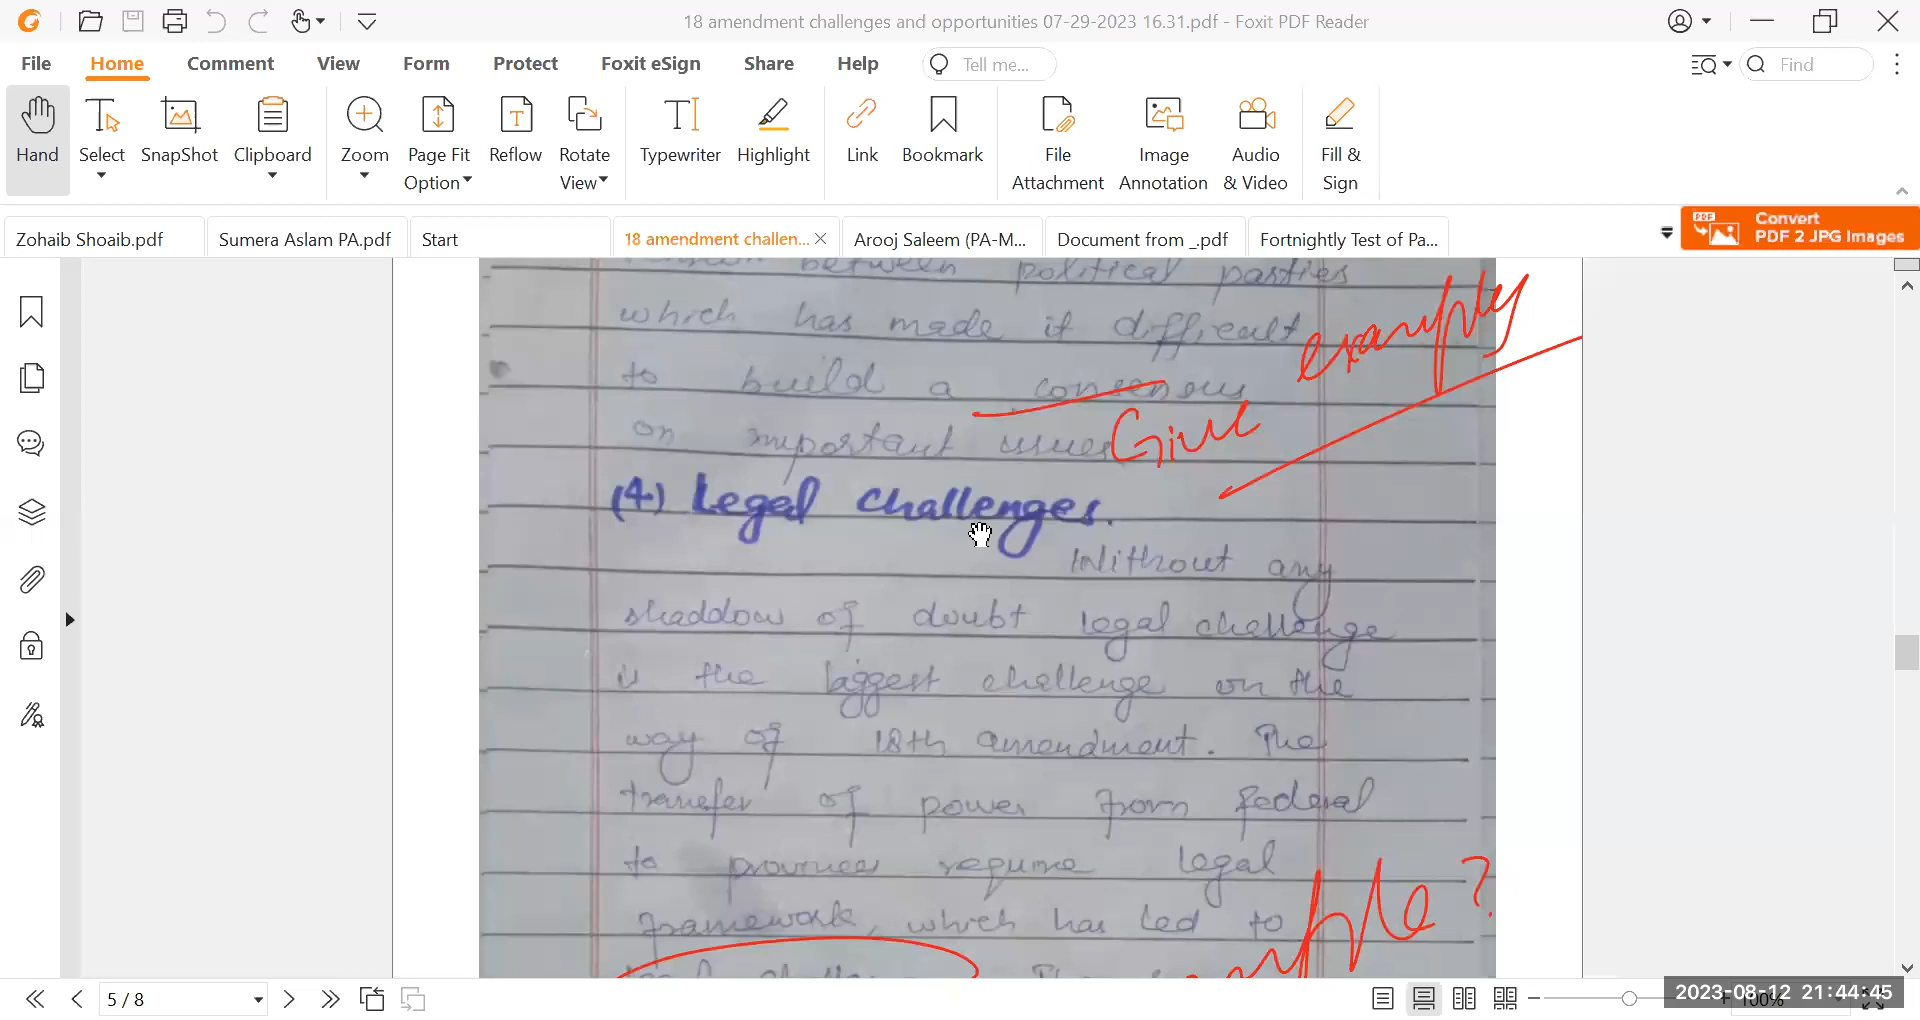 18 amendment challenges and opportunities 07-29-2023 16.31.pdf - Foxit PDF Reader
File Home Comment View Form Protect Foxit eSign Share Help Tell me... Find
Hand Select SnapShot Clipboard Zoom Page Fit Option Reflow Rotate View Typewriter Highlight Link Bookmark File Attachment Image Annotation Audio & Video Fill & Sign
Zohaib Shoaib.pdf Sumera Aslam PA.pdf Start 18 amendment challen... Arooj Saleem (PA-M... Document from _.pdf Fortnightly Test of Pa...
PDF Convert
PDF 2 JPG Images
between political parties
which has made it difficult
example
to build a consensus
on important issues
Give
(4) Legal Challenges.
Without any
shaddow of doubt legal challenge
is the biggest challenge on the
way of 18th amendment. The
transfer of power from federal
to provinces require legal
framework, which has led to
5 / 8
100%
2023-08-12 21:44:45